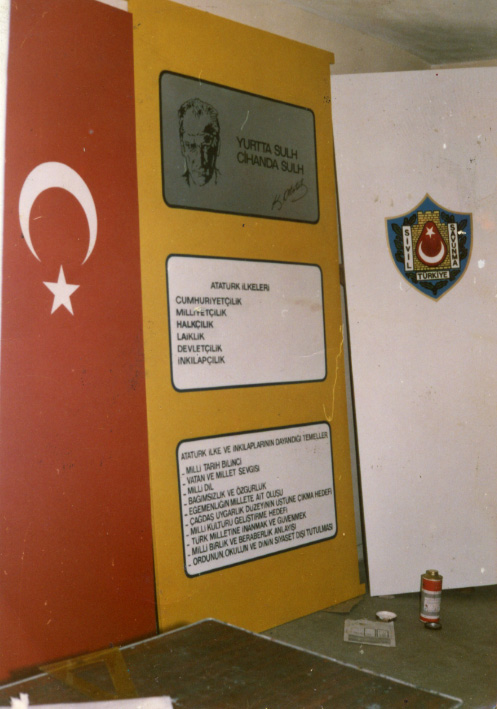 YURTTA SULH
CİHANDA SULH
K. Atatürk
ATATÜRK İLKELERİ
CUMHURİYETÇİLİK
MİLLİYETÇİLİK
HALKÇILIK
LAİKLİK
DEVLETÇİLİK
İNKILAPÇILIK
ATATÜRK İLKE VE İNKILAPLARININ DAYANDIĞI TEMELLER
- MİLLİ TARİH BİLİNCİ
- VATAN VE MİLLET SEVGİSİ
- MİLLİ DİL
- BAĞIMSIZLIK VE ÖZGÜRLÜK
- EGEMENLİĞİN MİLLETE AİT OLUŞU
- ÇAĞDAŞ UYGARLIK DÜZEYİNİN ÜSTÜNE ÇIKMA HEDEFİ
- MİLLİ KÜLTÜRÜ GELİŞTİRME HEDEFİ
- TÜRK MİLLETİNE İNANMAK VE GÜVENMEK
- MİLLİ BİRLİK VE BERABERLİK ANLAYIŞI
- ORDUNUN, OKULUN VE DİNİN SİYASET DIŞI TUTULMASI
SİVİL
SAVUNMA
TÜRKİYE